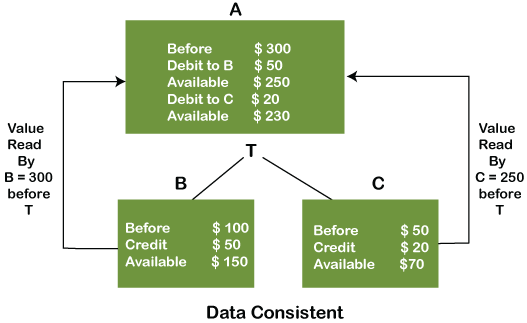 A
Before $ 300
Debit to B $ 50
Available $ 250
Debit to C $ 20
Available $ 230
Value
Read
By
B = 300
before
T
Value
Read
By
C = 250
before
T
T
B
C
Before $ 100
Credit $ 50
Available $ 150
Before $ 50
Credit $ 20
Available $70
Data Consistent